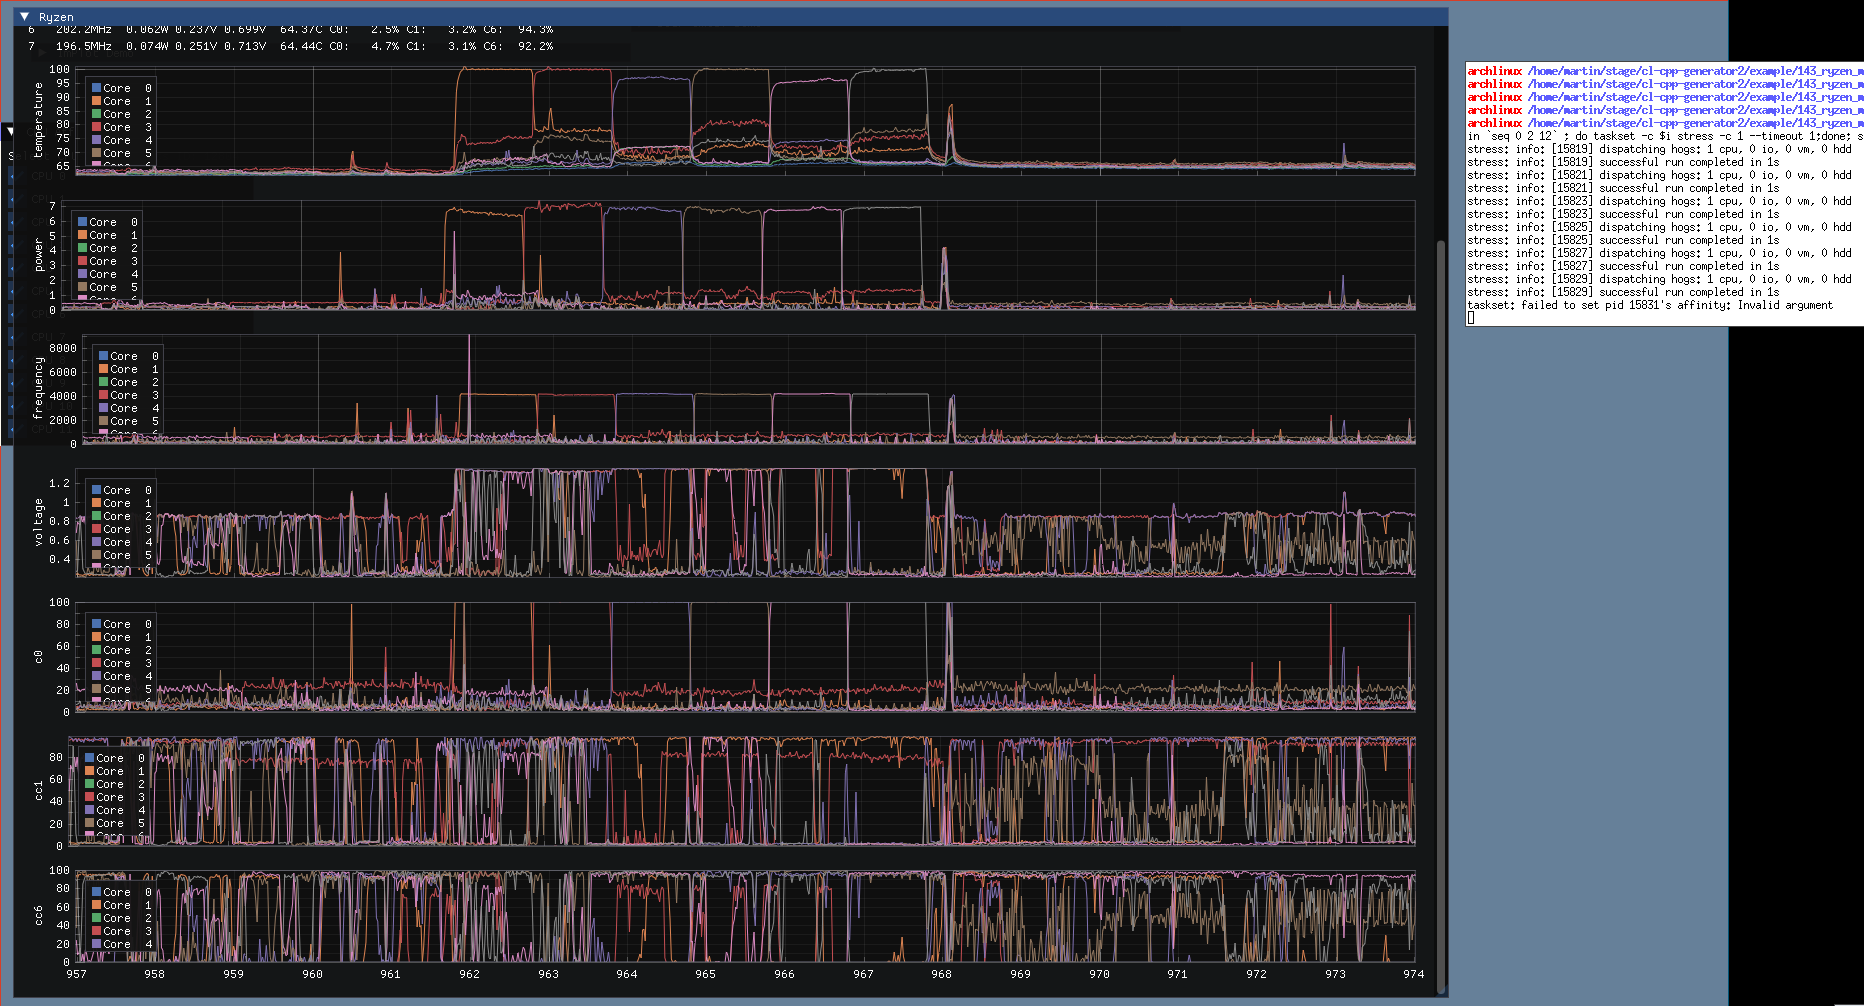 Ryzen
6 202.2MHz 0.062W 0.237V 0.699V 64.37C C0: 2.5% C1: 3.2% C6: 94.3%
7 196.5MHz 0.074W 0.251V 0.713V 64.44C C0: 4.7% C1: 3.1% C6: 92.2%
temperature
100
95
90
85
80
75
70
65
Core 0
Core 1
Core 2
Core 3
Core 4
Core 5
power
7
6
5
4
3
2
1
0
Core 0
Core 1
Core 2
Core 3
Core 4
Core 5
Core 6
frequency
8000
6000
4000
2000
0
Core 0
Core 1
Core 2
Core 3
Core 4
Core 5
voltage
1.2
1
0.8
0.6
0.4
Core 0
Core 1
Core 2
Core 3
Core 4
Core 5
Core 6
c0
100
80
60
40
20
0
Core 0
Core 1
Core 2
Core 3
Core 4
Core 5
Core 6
cc1
80
60
40
20
0
Core 0
Core 1
Core 2
Core 3
Core 4
Core 5
Core 6
cc6
100
80
60
40
20
0
Core 0
Core 1
Core 2
Core 3
Core 4
957 958 959 960 961 962 963 964 965 966 967 968 969 970 971 972 973 974
archlinux /home/martin/stage/cl-cpp-generator2/example/143_ryzen_m
archlinux /home/martin/stage/cl-cpp-generator2/example/143_ryzen_m
archlinux /home/martin/stage/cl-cpp-generator2/example/143_ryzen_m
archlinux /home/martin/stage/cl-cpp-generator2/example/143_ryzen_m
archlinux /home/martin/stage/cl-cpp-generator2/example/143_ryzen_m
in `seq 0 2 12` ; do taskset -c $i stress -c 1 --timeout 1;done; s
stress: info: [15819] dispatching hogs: 1 cpu, 0 io, 0 vm, 0 hdd
stress: info: [15819] successful run completed in 1s
stress: info: [15821] dispatching hogs: 1 cpu, 0 io, 0 vm, 0 hdd
stress: info: [15821] successful run completed in 1s
stress: info: [15823] dispatching hogs: 1 cpu, 0 io, 0 vm, 0 hdd
stress: info: [15823] successful run completed in 1s
stress: info: [15825] dispatching hogs: 1 cpu, 0 io, 0 vm, 0 hdd
stress: info: [15825] successful run completed in 1s
stress: info: [15827] dispatching hogs: 1 cpu, 0 io, 0 vm, 0 hdd
stress: info: [15827] successful run completed in 1s
stress: info: [15829] dispatching hogs: 1 cpu, 0 io, 0 vm, 0 hdd
stress: info: [15829] successful run completed in 1s
taskset: failed to set pid 15831's affinity: Invalid argument